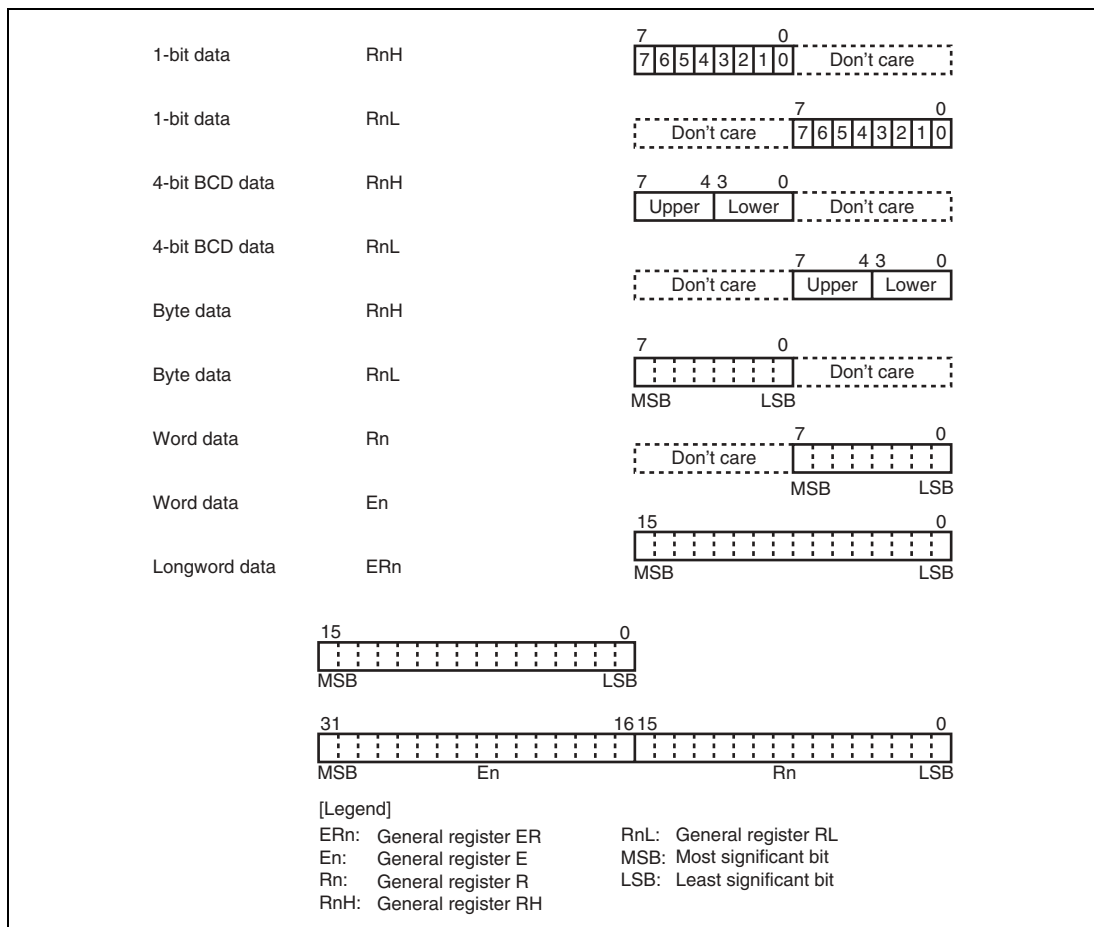 7 0
1-bit data RnH 7 6 5 4 3 2 1 0 Don't care
7 0
1-bit data RnL Don't care 7 6 5 4 3 2 1 0
4-bit BCD data RnH 7 4 3 0
Upper Lower Don't care
4-bit BCD data RnL
7 4 3 0
Don't care Upper Lower
Byte data RnH
7 0
Byte data RnL Don't care
MSB LSB
Word data Rn 7 0
Don't care
MSB LSB
Word data En
15 0
Longword data ERn
MSB LSB
15 0
MSB LSB
31 16 15 0
MSB En Rn LSB
[Legend]
ERn: General register ER
En: General register E
Rn: General register R
RnH: General register RH
RnL: General register RL
MSB: Most significant bit
LSB: Least significant bit